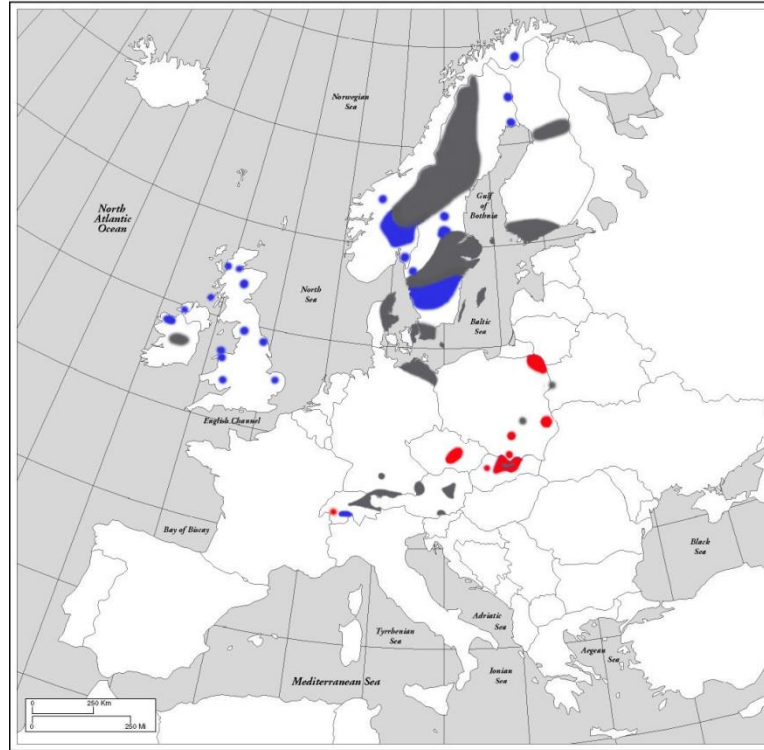 Norwegian
Sea
North
Atlantic
Ocean
Gulf
of
Bothnia
North
Sea
Baltic
Sea
English Channel
Bay of Biscay
Black
Sea
Adriatic
Sea
Tyrrhenian
Sea
Aegean
Sea
Ionian
Sea
Mediterranean Sea
0 250 Km
0 250 Mi